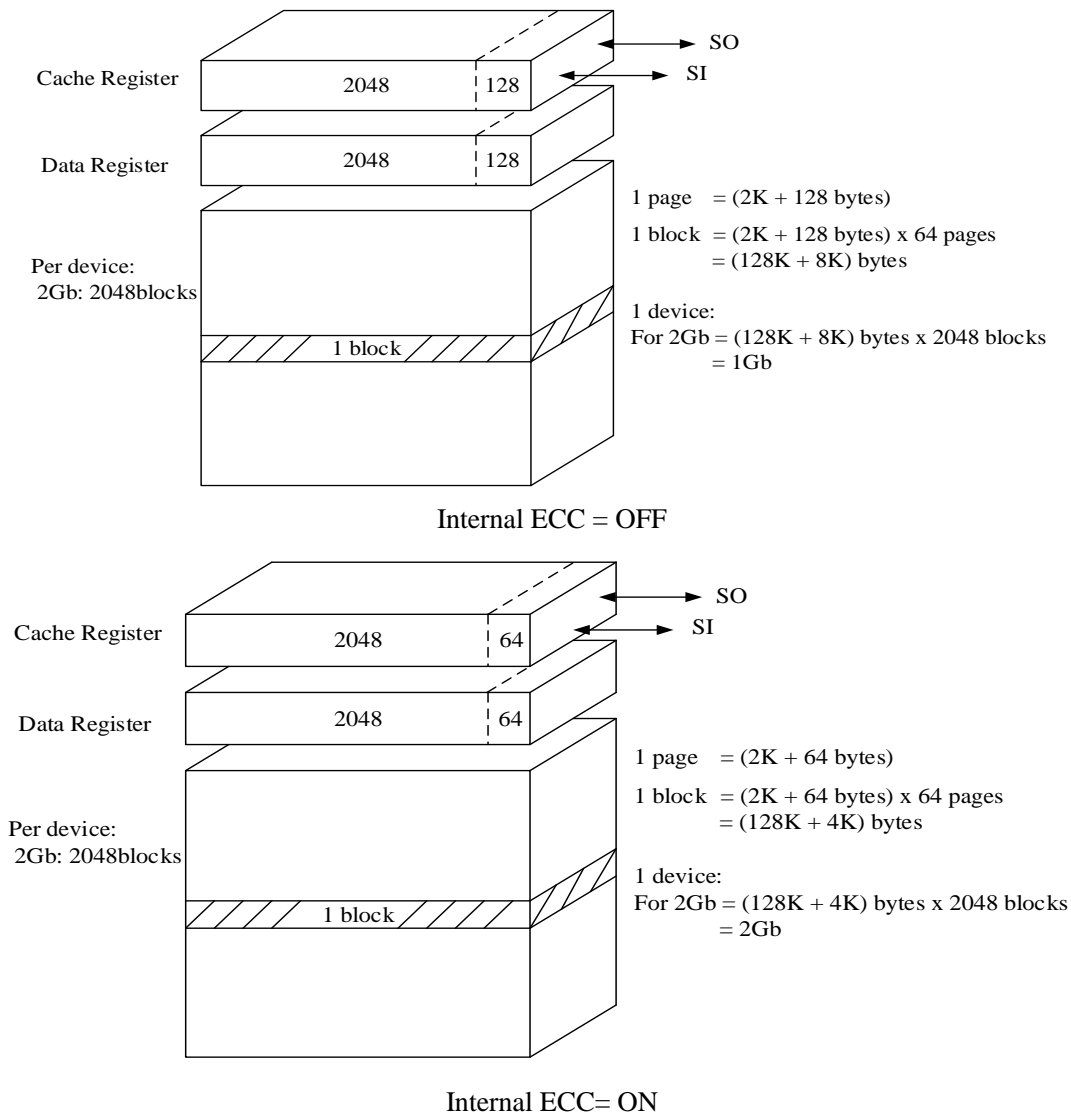 SO
SI
Cache Register
2048
128
Data Register
2048
128
1 page = (2K + 128 bytes)
1 block = (2K + 128 bytes) x 64 pages
= (128K + 8K) bytes
Per device:
2Gb: 2048blocks
1 device:
For 2Gb = (128K + 8K) bytes x 2048 blocks
= 1Gb
1 block
Internal ECC = OFF
SO
SI
Cache Register
2048
64
Data Register
2048
64
1 page = (2K + 64 bytes)
1 block = (2K + 64 bytes) x 64 pages
= (128K + 4K) bytes
Per device:
2Gb: 2048blocks
1 device:
For 2Gb = (128K + 4K) bytes x 2048 blocks
= 2Gb
1 block
Internal ECC= ON